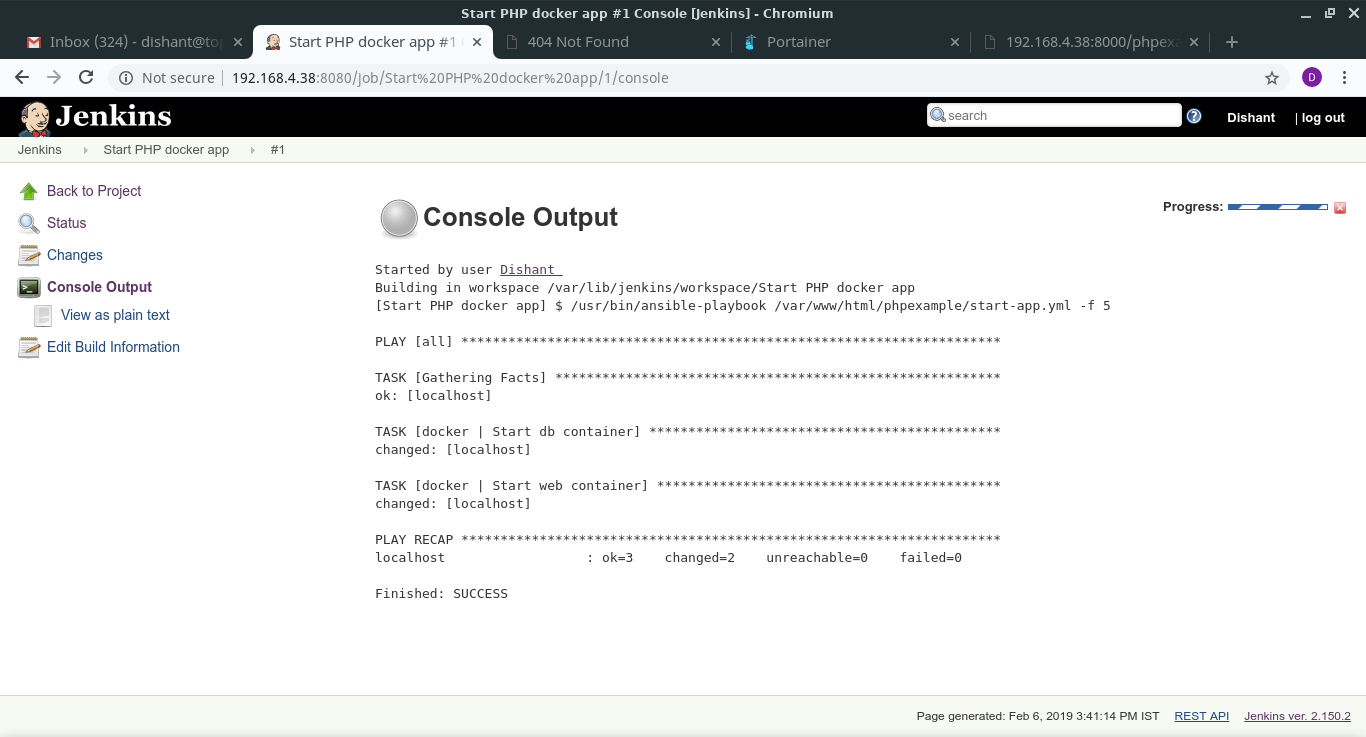 Start PHP docker app #1 Console [Jenkins] - Chromium
Inbox (324) - dishant@to
Start PHP docker app #1
404 Not Found
Portainer
192.168.4.38:8000/phpex
Not secure
192.168.4.38:8080/job/Start%20PHP%20docker%20app/1/console
D
Jenkins
search
Dishant
| log out
Jenkins
Start PHP docker app
#1
Back to Project
Status
Changes
Console Output
View as plain text
Edit Build Information
Console Output
Progress:
Started by user Dishant
Building in workspace /var/lib/jenkins/workspace/Start PHP docker app
[Start PHP docker app] $ /usr/bin/ansible-playbook /var/www/html/phpexample/start-app.yml -f 5
PLAY [all] *********************************************************************
TASK [Gathering Facts] *********************************************************
ok: [localhost]
TASK [docker | Start db container] *********************************************
changed: [localhost]
TASK [docker | Start web container] ********************************************
changed: [localhost]
PLAY RECAP *********************************************************************
localhost                  : ok=3    changed=2    unreachable=0    failed=0
Finished: SUCCESS
Page generated: Feb 6, 2019 3:41:14 PM IST
REST API
Jenkins ver. 2.150.2